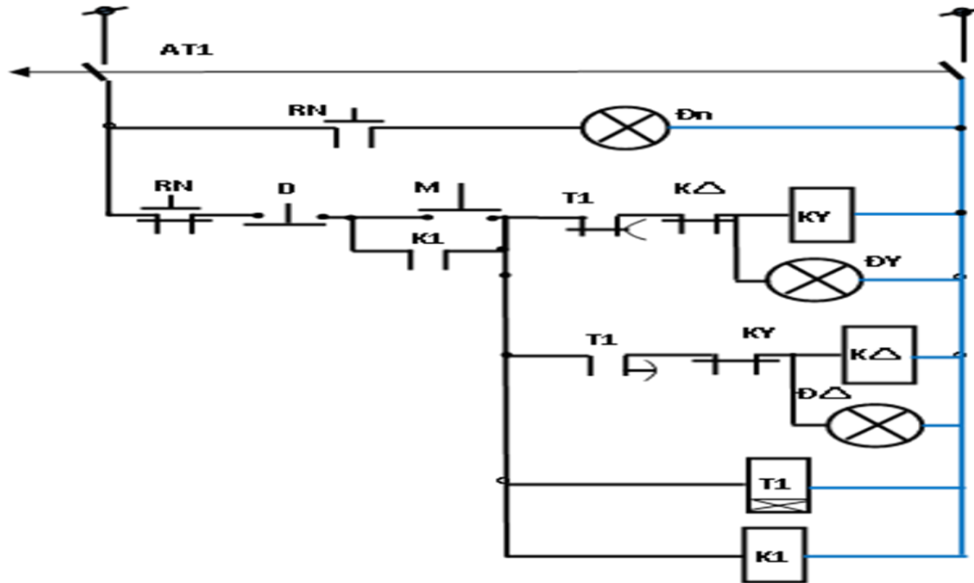 AT1
RN Đn
RN D M T1 K△ KY
K1
ĐY
T1 KY K△
Đ△
T1
K1